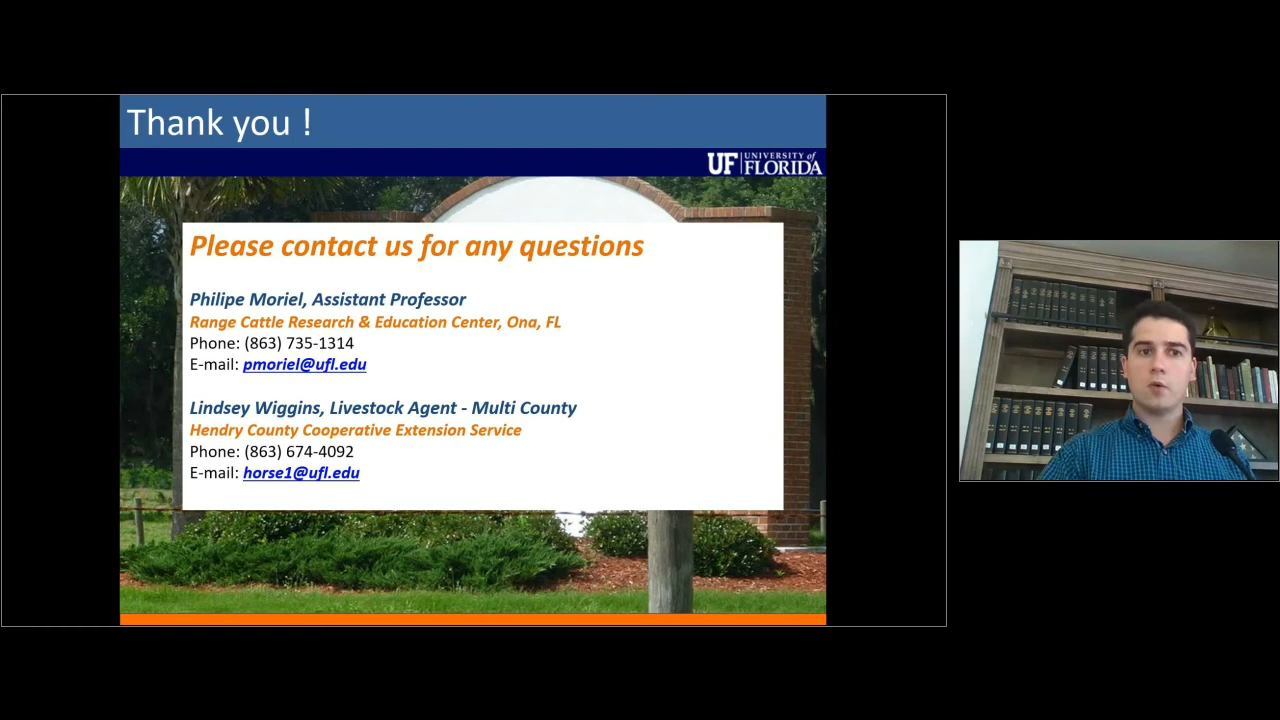 Thank you !
UF UNIVERSITY of
FLORIDA
Please contact us for any questions
Philipe Moriel, Assistant Professor
Range Cattle Research & Education Center, Ona, FL
Phone: (863) 735-1314
E-mail: pmoriel@ufl.edu
Lindsey Wiggins, Livestock Agent - Multi County
Hendry County Cooperative Extension Service
Phone: (863) 674-4092
E-mail: horse1@ufl.edu